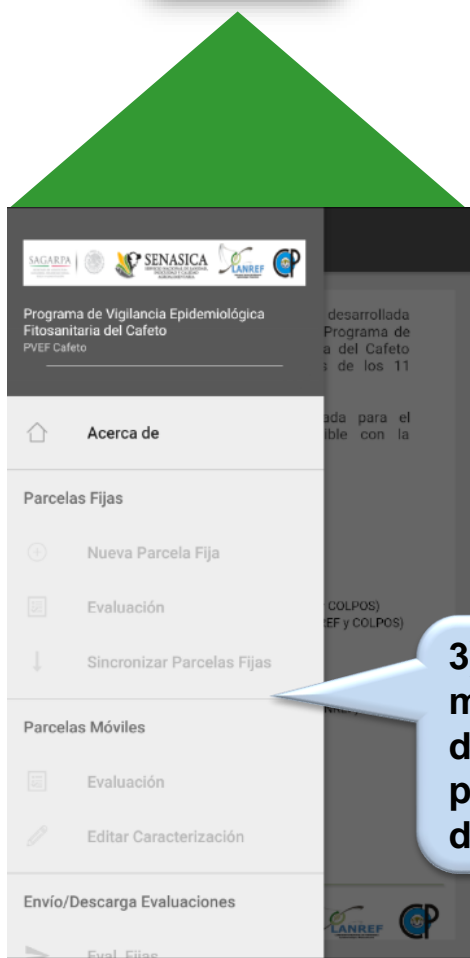 SAGARPA
SENASICA
LANREF
CP
Programa de Vigilancia Epidemiológica
Fitosanitaria del Cafeto
PVEF Cafeto
desarrollada
Programa de
a del Cafeto
de los 11
ada para el
ible con la
COLPOS)
EF y COLPOS)
Acerca de
Parcelas Fijas
Nueva Parcela Fija
Evaluación
Sincronizar Parcelas Fijas
Parcelas Móviles
Evaluación
Editar Caracterización
Envío/Descarga Evaluaciones
Eval. Fijas
LANREF
CP
3
m
d
p
d